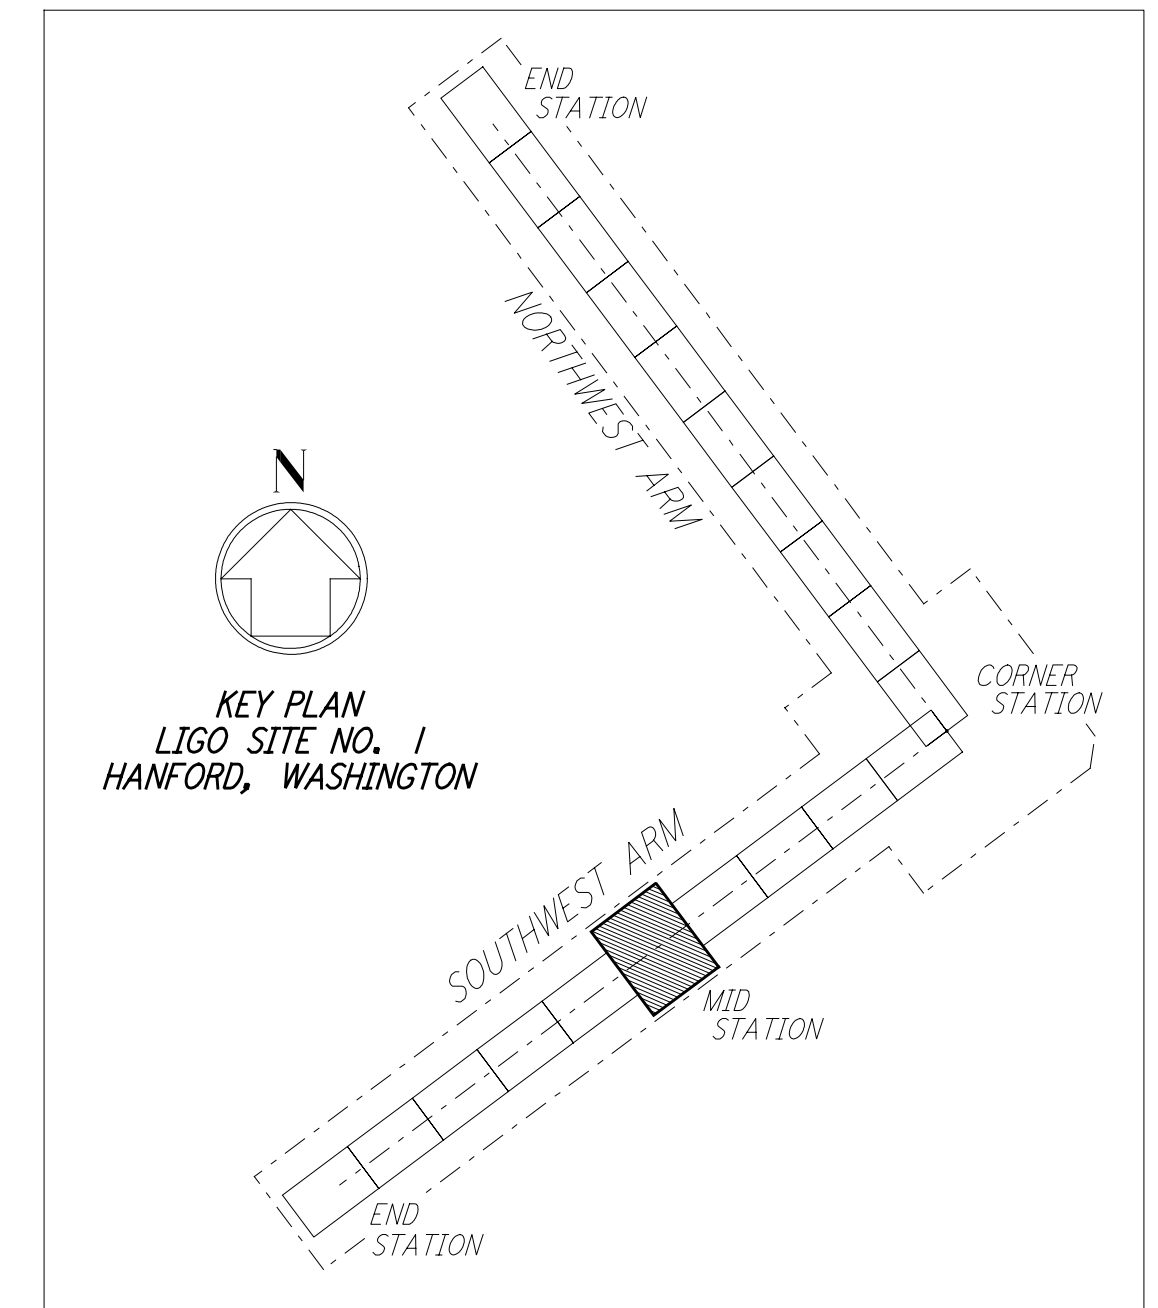 END
STATION
NORTHWEST ARM
N
KEY PLAN
LIGO SITE NO. 1
HANFORD, WASHINGTON
CORNER
STATION
SOUTHWEST ARM
MID
STATION
END
STATION